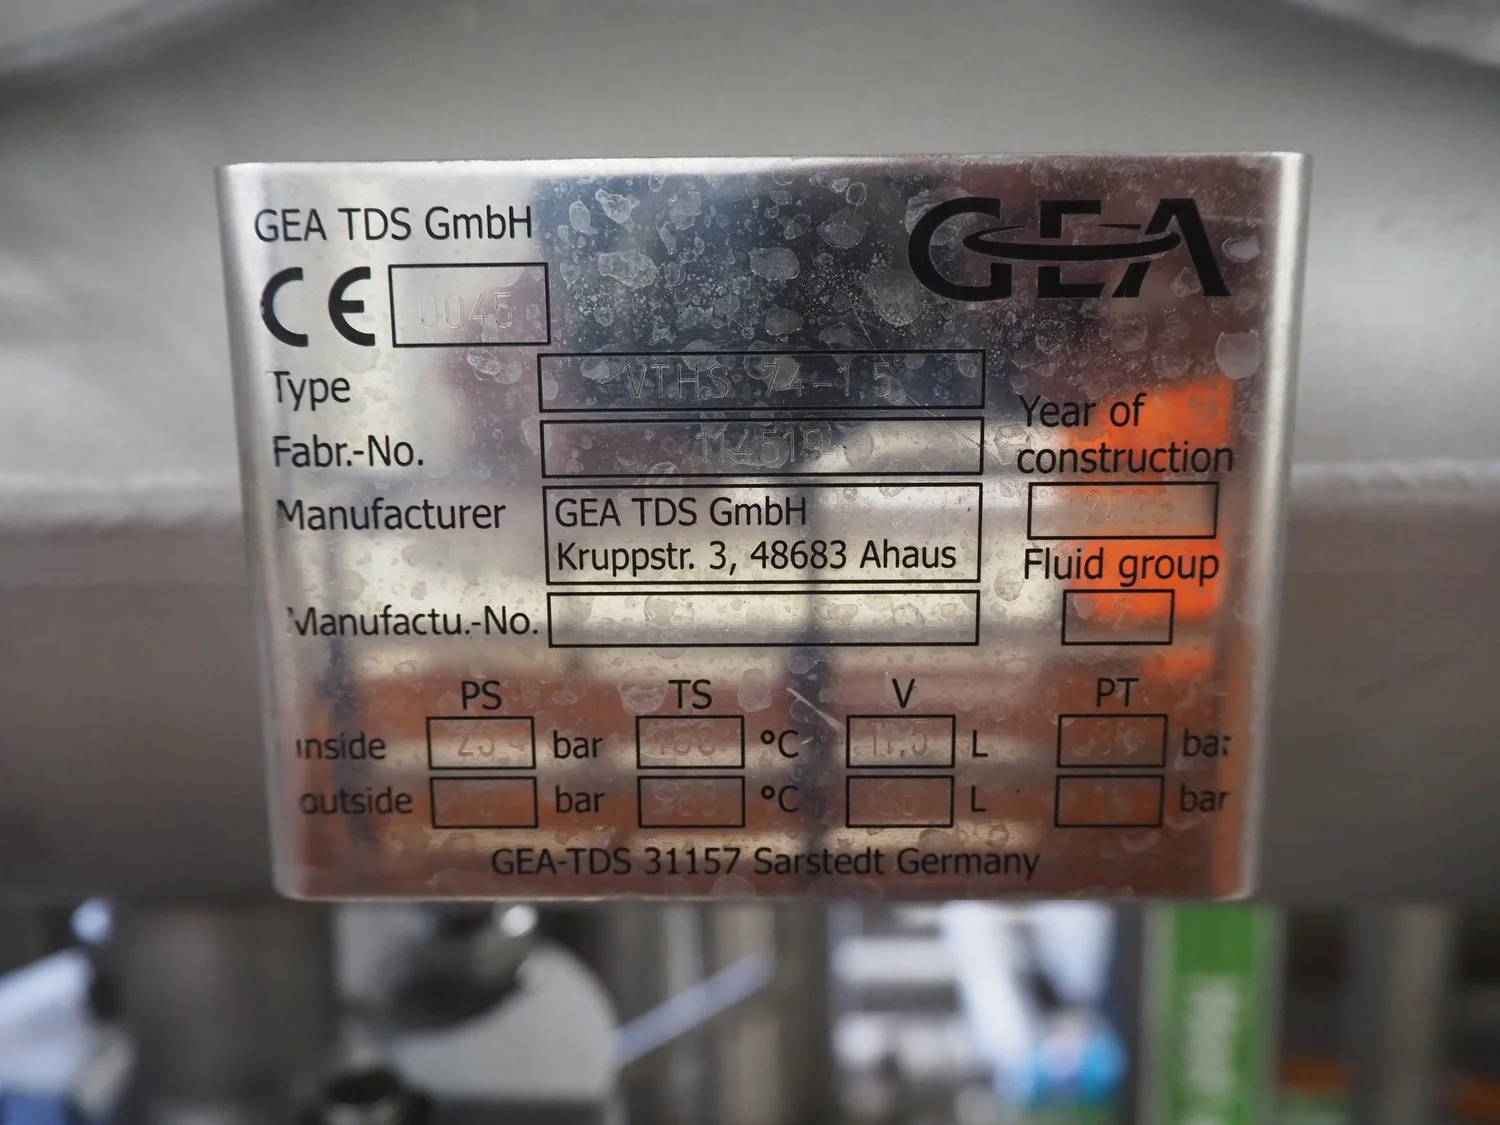 GEA TDS GmbH
GEA
CE 0045
Type VTHS 74-1.5
Fabr.-No. 114519
Year of
construction
2023
Manufacturer GEA TDS GmbH
Kruppstr. 3, 48683 Ahaus
Fluid group
2
Manufactu.-No.
PS TS V PT
inside bar °C L bar
outside bar °C L bar
GEA-TDS 31157 Sarstedt Germany